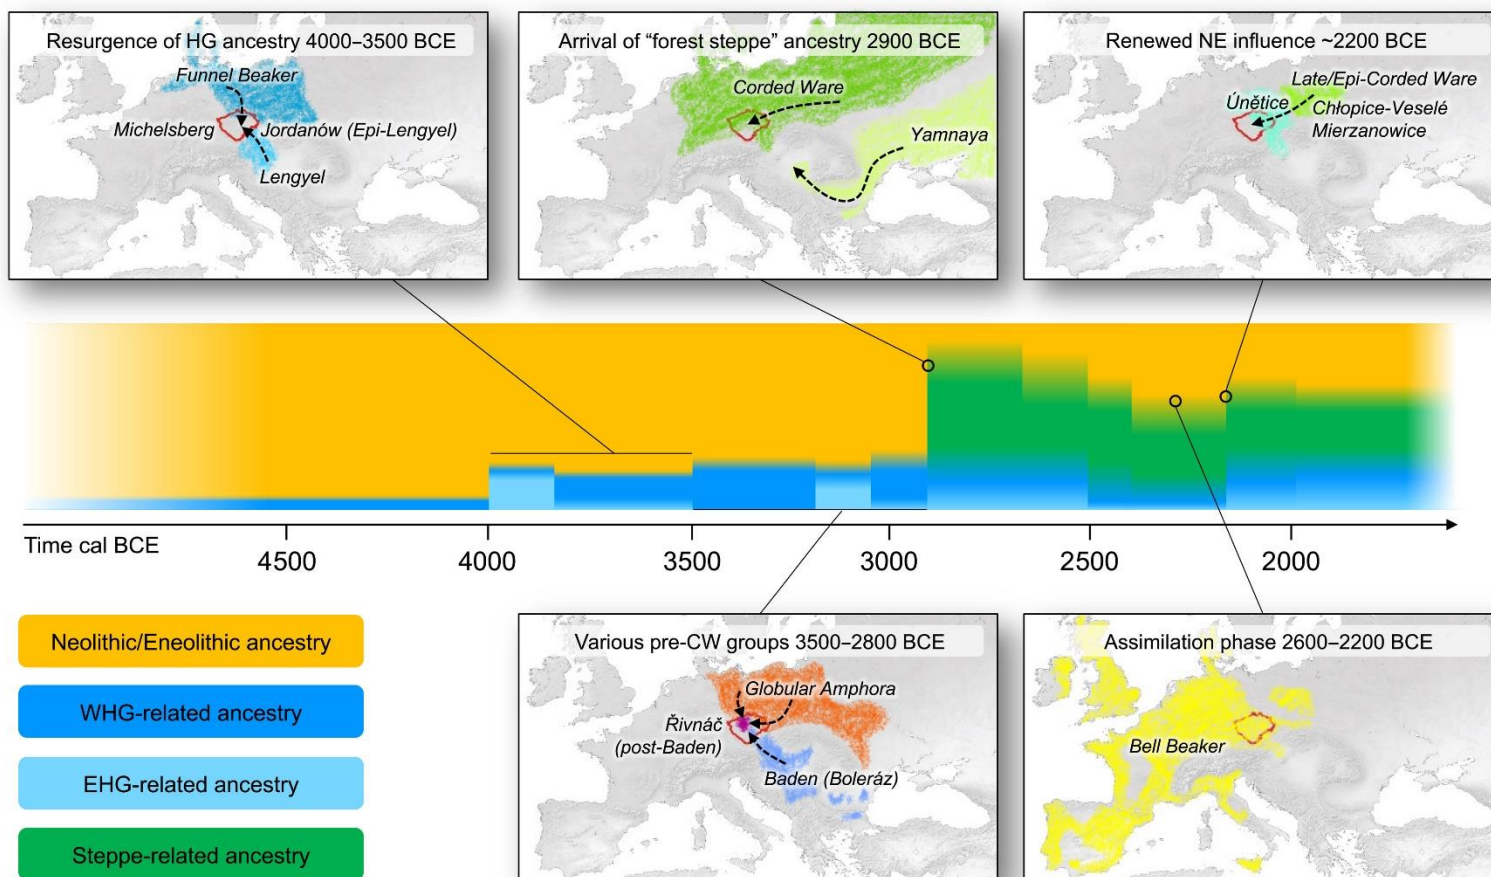 Resurgence of HG ancestry 4000–3500 BCE
Funnel Beaker
Michelsberg
Jordanów (Epi-Lengyel)
Lengyel
Arrival of “forest steppe” ancestry 2900 BCE
Corded Ware
Yamnaya
Renewed NE influence ~2200 BCE
Late/Epi-Corded Ware
Únětice
Chłopice-Veselé
Mierzanowice
Time cal BCE
4500
4000
3500
3000
2500
2000
Neolithic/Eneolithic ancestry
WHG-related ancestry
EHG-related ancestry
Steppe-related ancestry
Various pre-CW groups 3500–2800 BCE
Globular Amphora
Řivnáč
(post-Baden)
Baden (Boleráz)
Assimilation phase 2600–2200 BCE
Bell Beaker